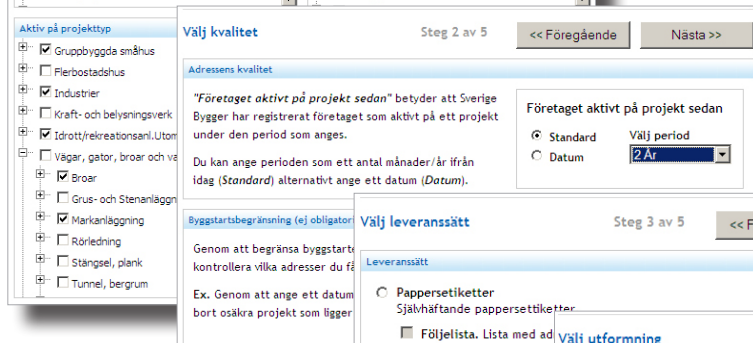 Aktiv på projekttyp
Gruppbyggda småhus
Flerbostadshus
Industrier
Kraft- och belysningsverk
Idrott/rekreationsanl.Utom
Vägar, gator, broar och va
Broar
Grus- och Stenanläggn
Markanläggning
Rörledning
Stängsel, plank
Tunnel, bergrum
Välj kvalitet
Steg 2 av 5
<< Föregående
Nästa >>
Adressens kvalitet
"Företaget aktivt på projekt sedan" betyder att Sverige
Bygger har registrerat företaget som aktivt på ett projekt
under den period som anges.
Du kan ange perioden som ett antal månader/år ifrån
idag (Standard) alternativt ange ett datum (Datum).
Företaget aktivt på projekt sedan
Standard
Välj period
Datum
2 År
Byggstartsbegränsning (ej obligator
Genom att begränsa byggstart
kontrollera vilka adresser du
Ex. Genom att ange ett datum
bort osäkra projekt som ligger
Välj leveranssätt
Steg 3 av 5
<< F
Leveranssätt
Pappersetiketter
Självhäftande pappersettiketter
Följelista. Lista med ad
Välj utformning